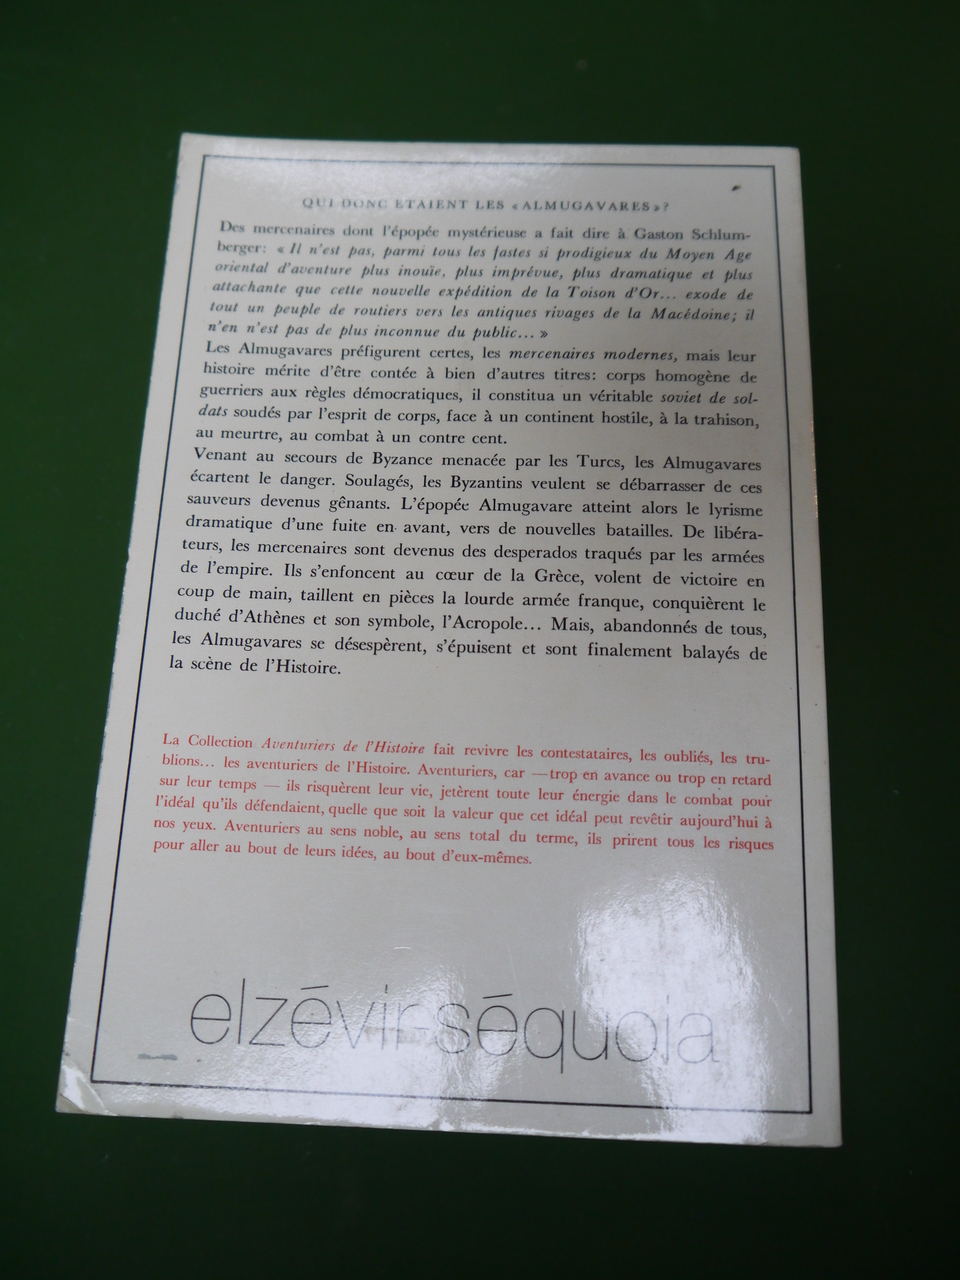 QUI DONC ETAIENT LES « ALMUGAVARES » ?
Des mercenaires dont l'épopée mystérieuse a fait dire à Gaston Schlum-
berger : « Il n'est pas, parmi tous les fastes si prodigieux du Moyen Age
oriental d'aventure plus inouïe, plus imprévue, plus dramatique et plus
attachante que cette nouvelle expédition de la Toison d'Or... exode de
tout un peuple de routiers vers les antiques rivages de la Macédoine ; il
n'en n'est pas de plus inconnue du public... »
Les Almugavares préfigurent certes, les mercenaires modernes, mais leur
histoire mérite d'être contée à bien d'autres titres : corps homogène de
guerriers aux règles démocratiques, il constitua un véritable soviet de sol-
dats soudés par l'esprit de corps, face à un continent hostile, à la trahison,
au meurtre, au combat à un contre cent.
Venant au secours de Byzance menacée par les Turcs, les Almugavares
écartent le danger. Soulagés, les Byzantins veulent se débarrasser de ces
sauveurs devenus gênants. L'épopée Almugavare atteint alors le lyrisme
dramatique d'une fuite en avant, vers de nouvelles batailles. De libéra-
teurs, les mercenaires sont devenus des desperados traqués par les armées
de l'empire. Ils s'enfoncent au cœur de la Grèce, volent de victoire en
coup de main, taillent en pièces la lourde armée franque, conquièrent le
duché d'Athènes et son symbole, l'Acropole... Mais, abandonnés de tous,
les Almugavares se désespèrent, s'épuisent et sont finalement balayés de
la scène de l'Histoire.
La Collection Aventuriers de l'Histoire fait revivre les contestataires, les oubliés, les tru-
blions... les aventuriers de l'Histoire. Aventuriers, car — trop en avance ou trop en retard
sur leur temps — ils risquèrent leur vie, jetèrent toute leur énergie dans le combat pour
l'idéal qu'ils défendaient, quelle que soit la valeur que cet idéal peut revêtir aujourd'hui à
nos yeux. Aventuriers au sens noble, au sens total du terme, ils prirent tous les risques
pour aller au bout de leurs idées, au bout d'eux-mêmes.
elzévir-séquoia